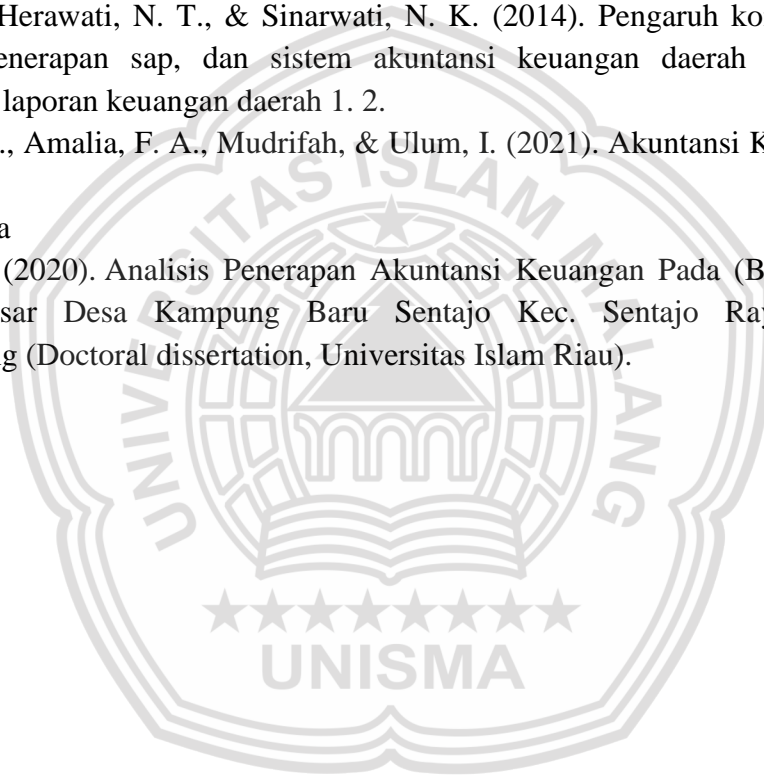 Herawati, N. T., & Sinarwati, N. K. (2014). Pengaruh ko
enerapan sap, dan sistem akuntansi keuangan daerah
laporan keuangan daerah 1. 2.
., Amalia, F. A., Mudrifah, & Ulum, I. (2021). Akuntansi K
a
(2020). Analisis Penerapan Akuntansi Keuangan Pada (B
sar Desa Kampung Baru Sentajo Kec. Sentajo Ray
g (Doctoral dissertation, Universitas Islam Riau).
UNIVERSITAS ISLAM MALANG
UNISMA